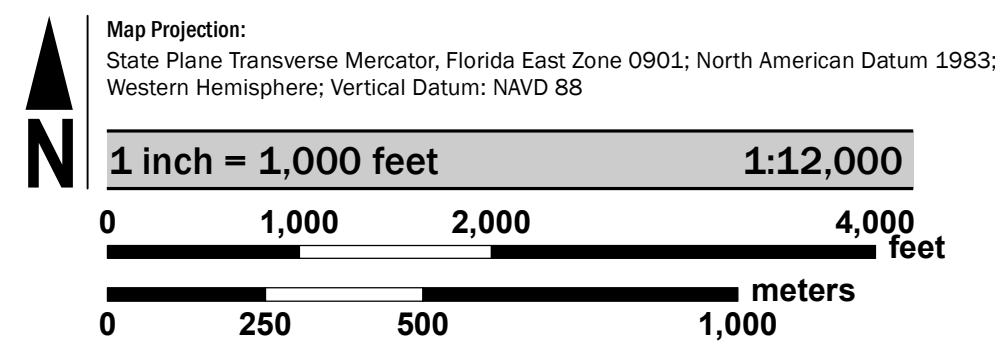 Map Projection:
State Plane Transverse Mercator, Florida East Zone 0901; North American Datum 1983;
Western Hemisphere; Vertical Datum: NAVD 88
N
1 inch = 1,000 feet 1:12,000
0 1,000 2,000 4,000
feet
meters
0 250 500 1,000